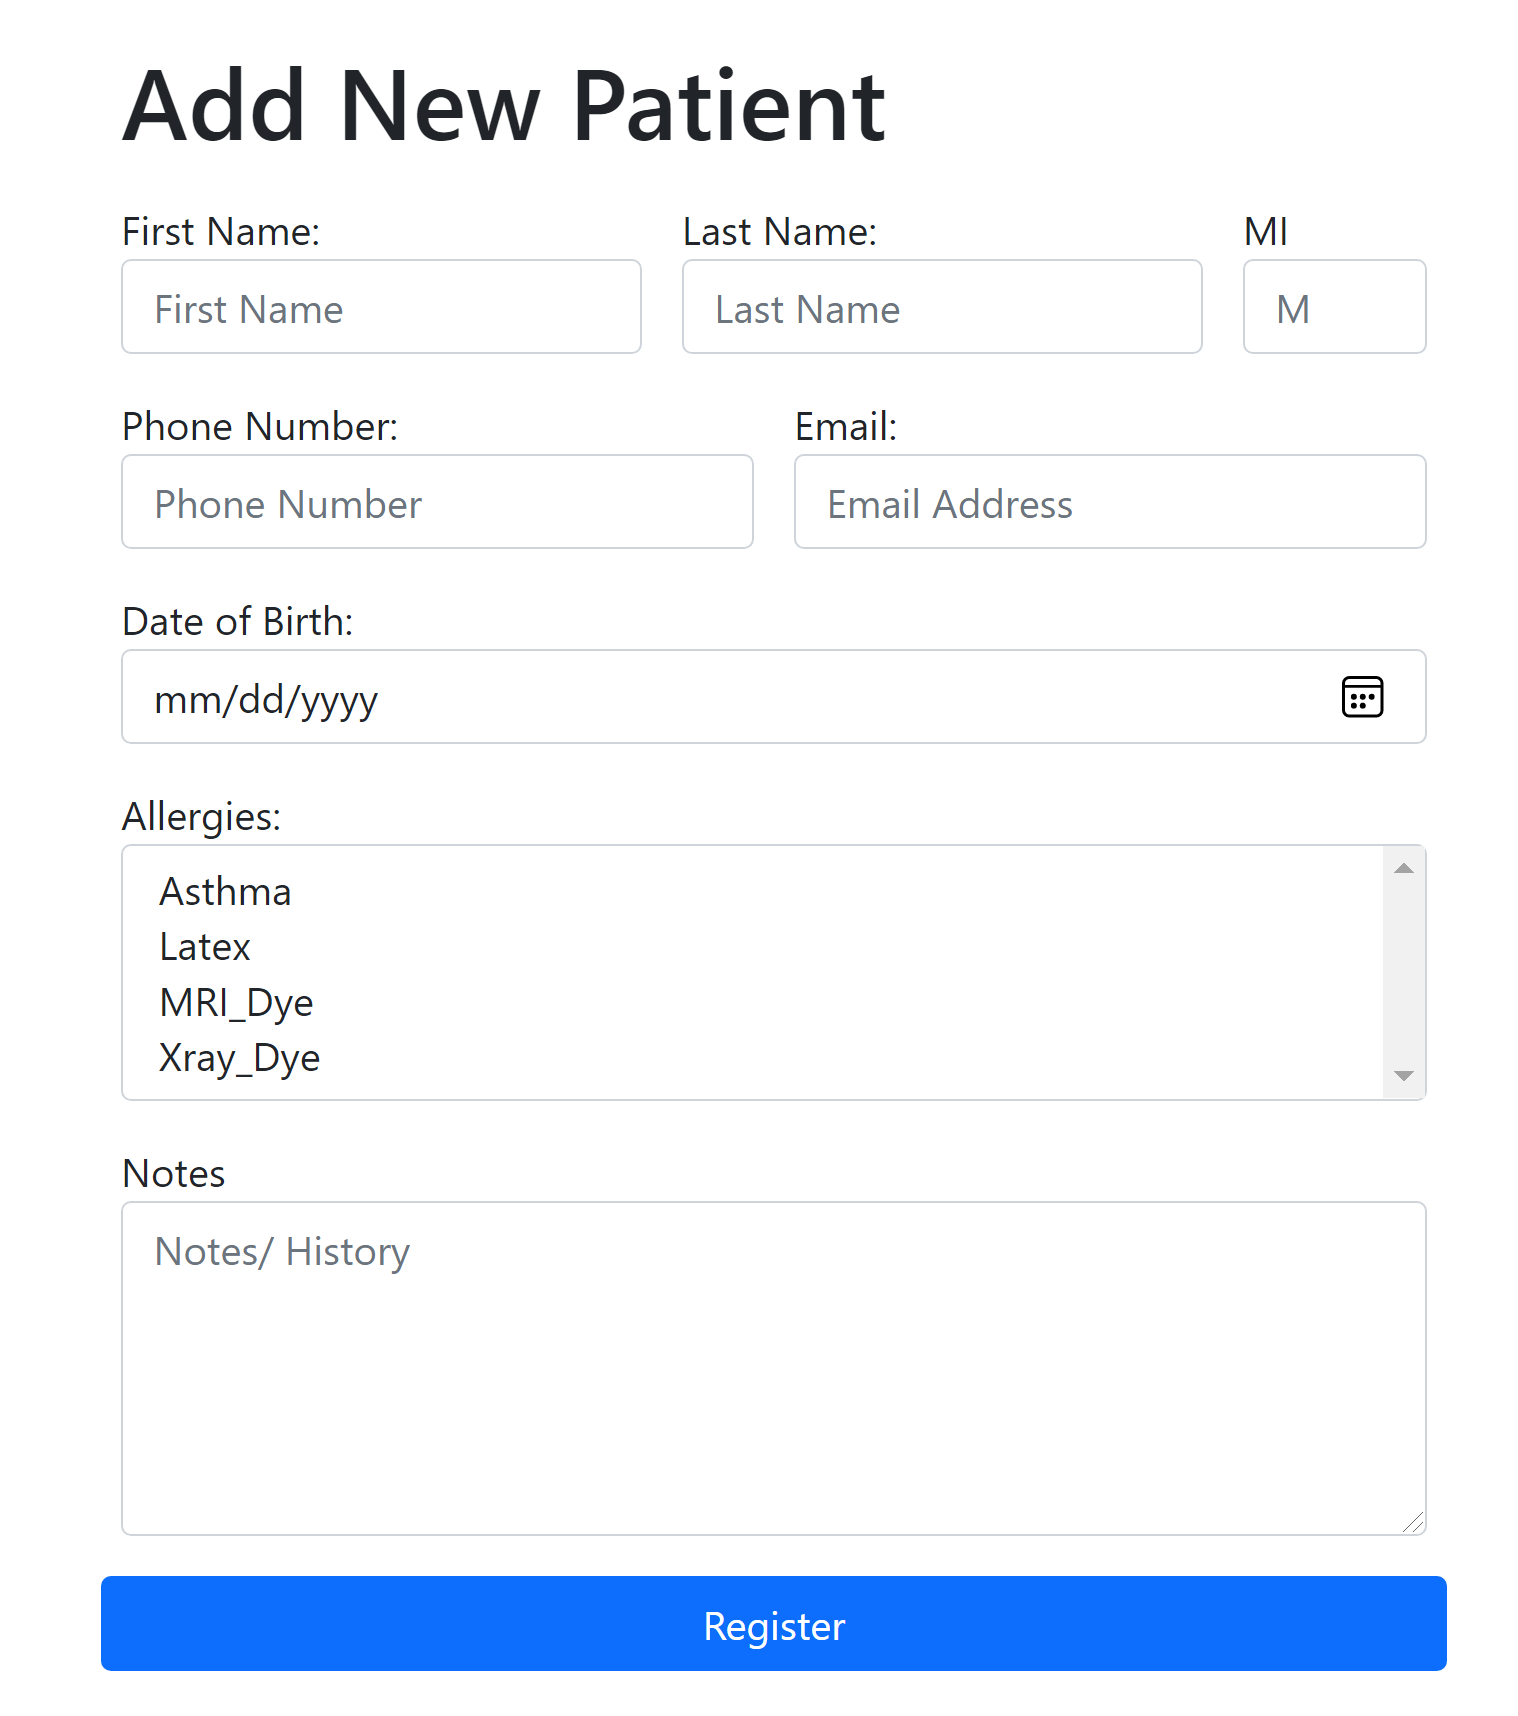 Add New Patient
First Name: Last Name: MI
First Name Last Name M
Phone Number: Email:
Phone Number Email Address
Date of Birth:
mm/dd/yyyy
Allergies:
Asthma
Latex
MRI_Dye
Xray_Dye
Notes
Notes/ History
Register